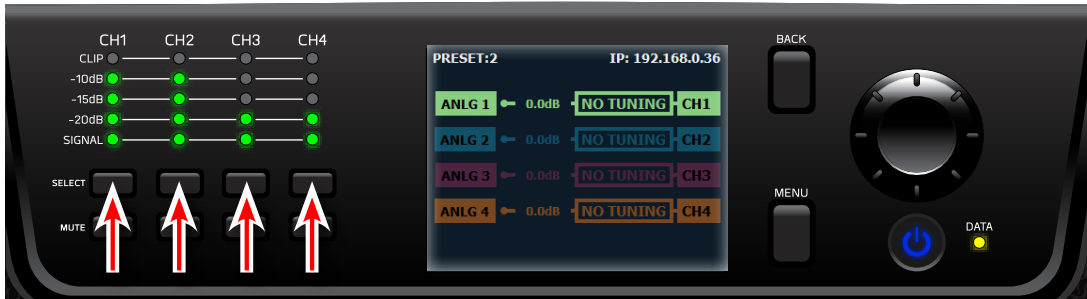 CH1 CH2 CH3 CH4
CLIP
-10dB
-15dB
-20dB
SIGNAL
SELECT
MUTE
PRESET:2 IP: 192.168.0.36
ANLG 1 0.0dB NO TUNING CH1
ANLG 2 0.0dB NO TUNING CH2
ANLG 3 0.0dB NO TUNING CH3
ANLG 4 0.0dB NO TUNING CH4
BACK
MENU
DATA